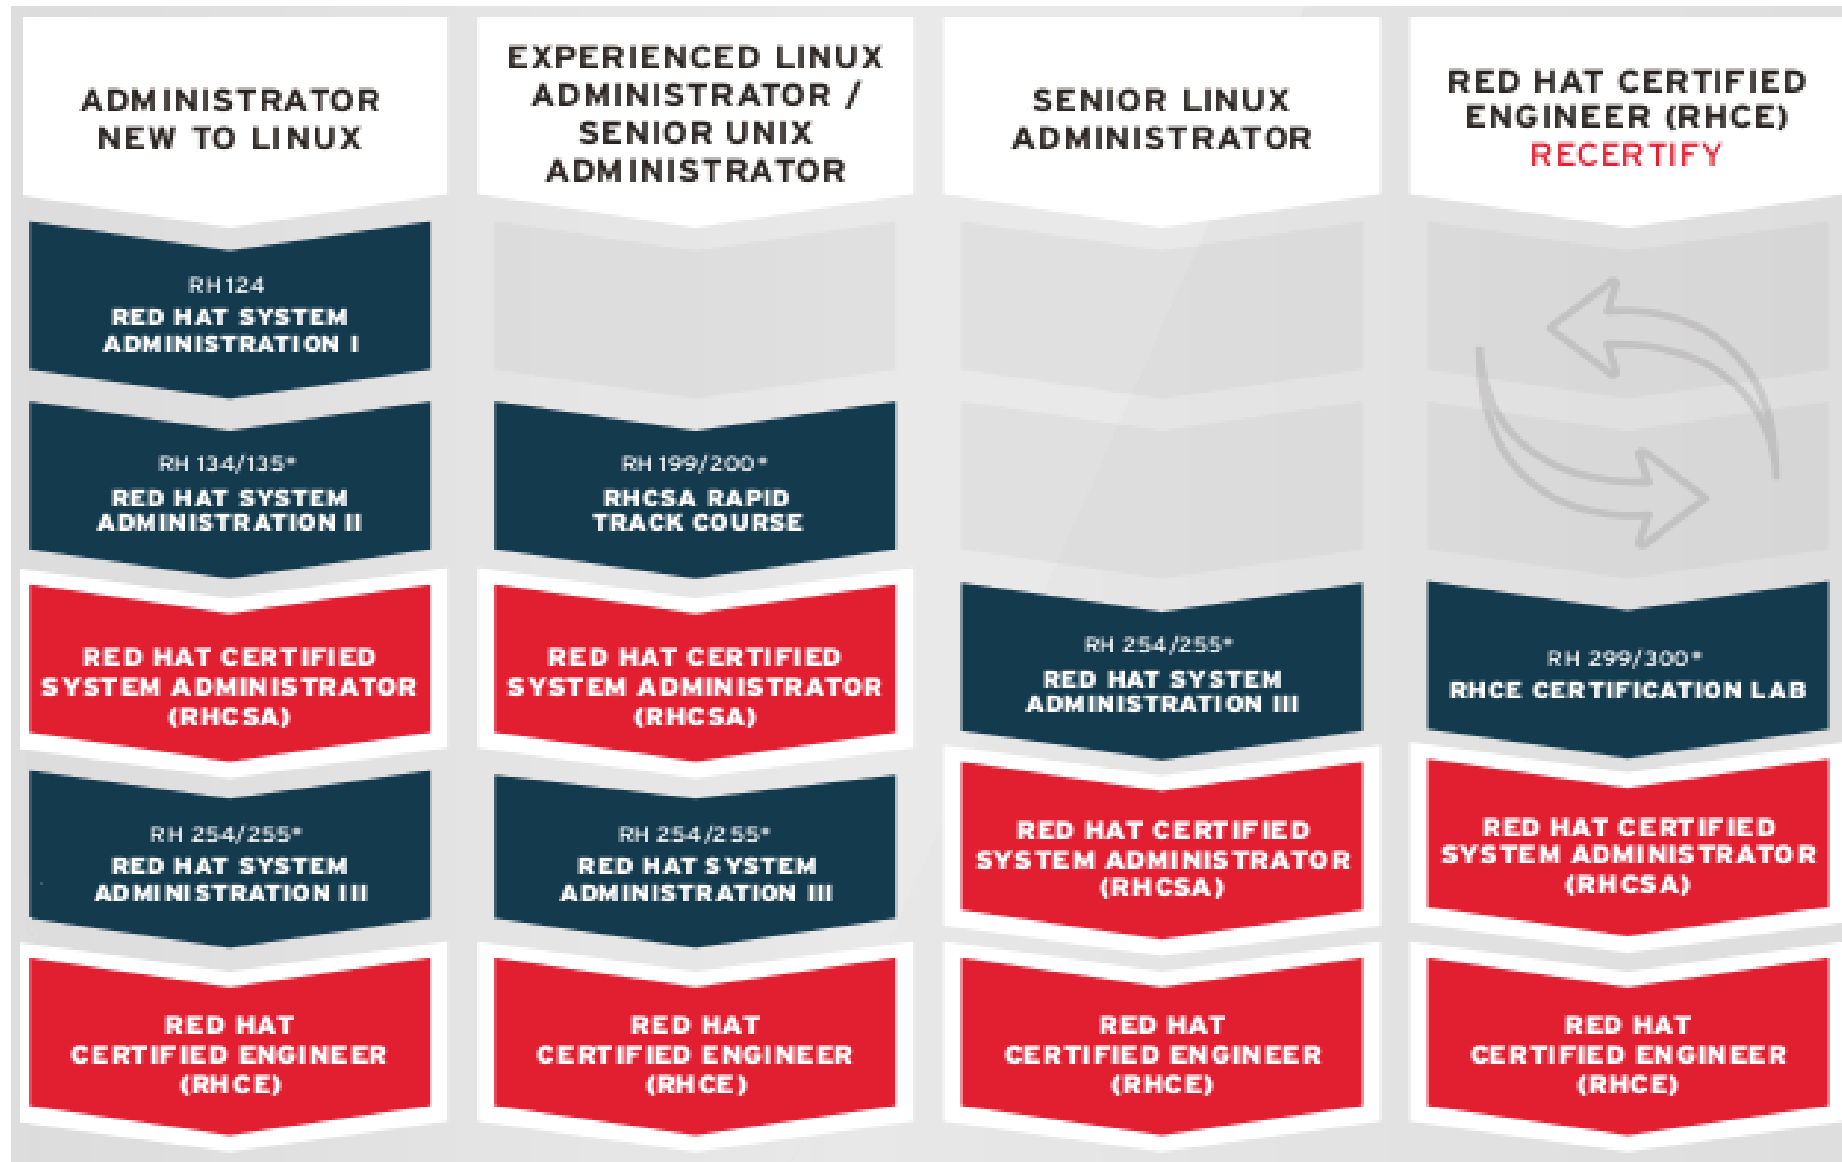 ADMINISTRATOR
NEW TO LINUX
RH124
RED HAT SYSTEM
ADMINISTRATION I
RH 134/135*
RED HAT SYSTEM
ADMINISTRATION II
RED HAT CERTIFIED
SYSTEM ADMINISTRATOR
(RHCSA)
RH 254/255*
RED HAT SYSTEM
ADMINISTRATION III
RED HAT
CERTIFIED ENGINEER
(RHCE)
EXPERIENCED LINUX
ADMINISTRATOR /
SENIOR UNIX
ADMINISTRATOR
RH 199/200*
RHCSA RAPID
TRACK COURSE
RED HAT CERTIFIED
SYSTEM ADMINISTRATOR
(RHCSA)
RH 254/255*
RED HAT SYSTEM
ADMINISTRATION III
RED HAT
CERTIFIED ENGINEER
(RHCE)
SENIOR LINUX
ADMINISTRATOR
RH 254/255*
RED HAT SYSTEM
ADMINISTRATION III
RED HAT CERTIFIED
SYSTEM ADMINISTRATOR
(RHCSA)
RED HAT
CERTIFIED ENGINEER
(RHCE)
RED HAT CERTIFIED
ENGINEER (RHCE)
RECERTIFY
RH 299/300*
RHCE CERTIFICATION LAB
RED HAT CERTIFIED
SYSTEM ADMINISTRATOR
(RHCSA)
RED HAT
CERTIFIED ENGINEER
(RHCE)